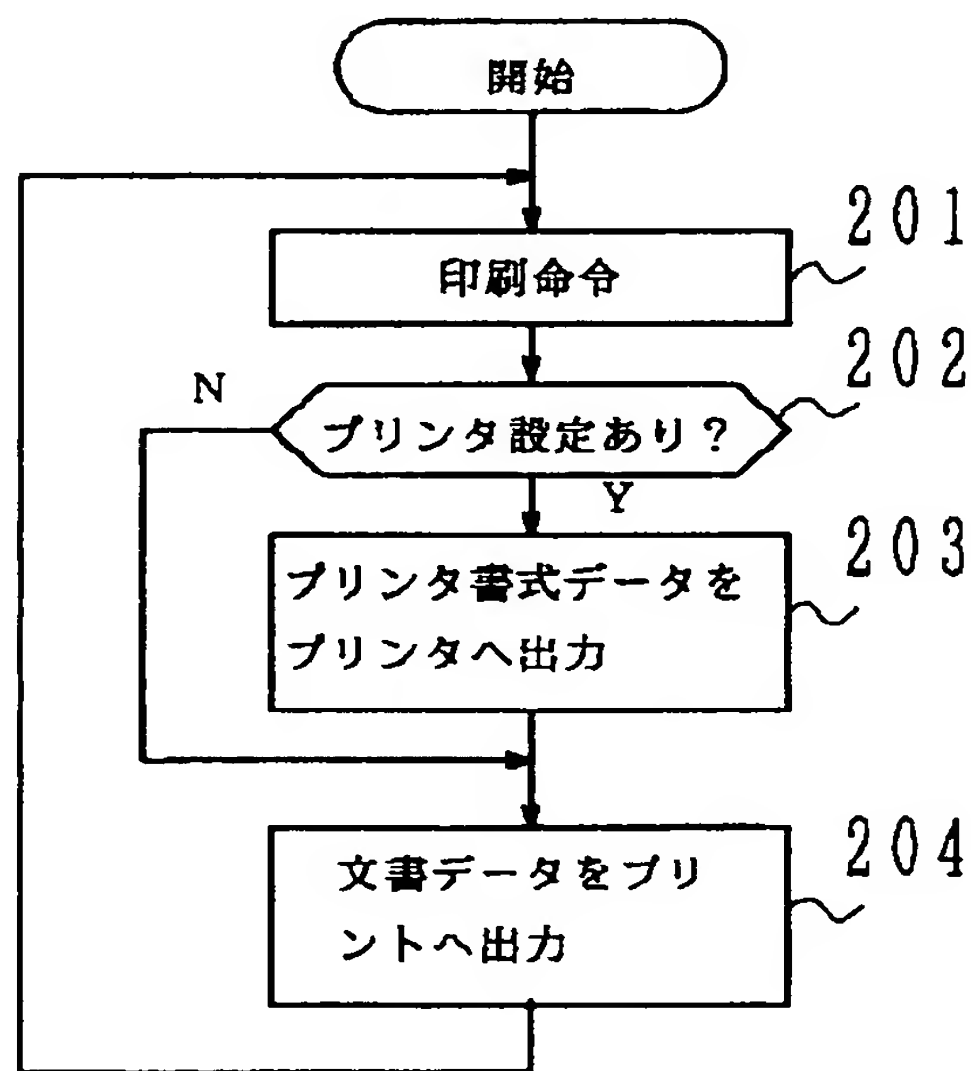 開始
201
印刷命令
202
N
プリンタ設定あり?
Y
203
プリンタ書式データを
プリンタへ出力
204
文書データをプリ
ントへ出力